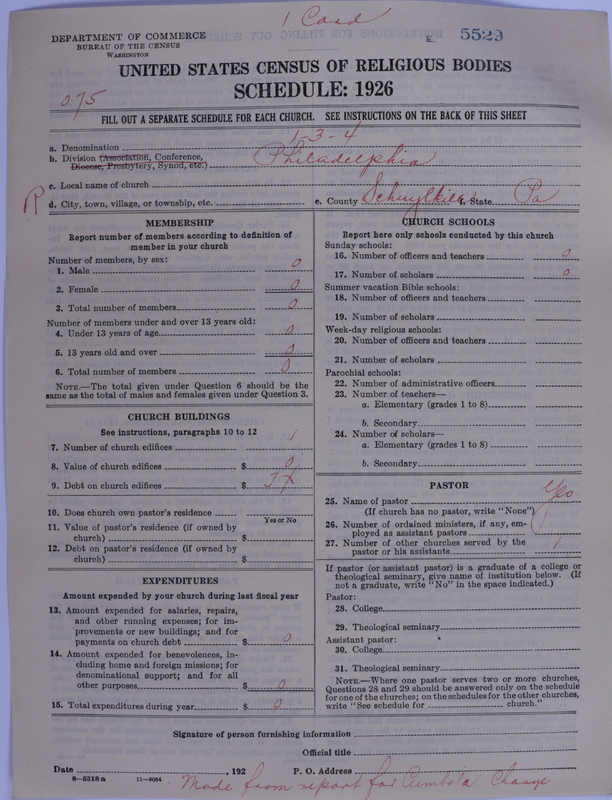 1 Card
DEPARTMENT OF COMMERCE
BUREAU OF THE CENSUS
WASHINGTON
E 5529
UNITED STATES CENSUS OF RELIGIOUS BODIES
SCHEDULE: 1926
075
FILL OUT A SEPARATE SCHEDULE FOR EACH CHURCH. SEE INSTRUCTIONS ON THE BACK OF THIS SHEET
a. Denomination 1-3-4
b. Division (Association, Conference, Diocese, Presbytery, Synod, etc.) Philadelphia
c. Local name of church
R d. City, town, village, or township, etc. e. County Schuylkill f. State Pa
MEMBERSHIP
Report number of members according to definition of
member in your church
Number of members, by sex:
1. Male 0
2. Female 0
3. Total number of members 0
Number of members under and over 13 years old:
4. Under 13 years of age 0
5. 13 years old and over 0
6. Total number of members 0
NOTE.—The total given under Question 6 should be the
same as the total of males and females given under Question 3.
CHURCH BUILDINGS
See instructions, paragraphs 10 to 12
7. Number of church edifices 1
8. Value of church edifices $ 0
9. Debt on church edifices $
10. Does church own pastor's residence
Yes or No
11. Value of pastor's residence (if owned by
church) $
12. Debt on pastor's residence (if owned by
church) $
EXPENDITURES
Amount expended by your church during last fiscal year
13. Amount expended for salaries, repairs,
and other running expenses; for im-
provements or new buildings; and for
payments on church debt $ 0
14. Amount expended for benevolences, in-
cluding home and foreign missions; for
denominational support; and for all
other purposes $ 0
15. Total expenditures during year $ 0
CHURCH SCHOOLS
Report here only schools conducted by this church
Sunday schools:
16. Number of officers and teachers 0
17. Number of scholars 0
Summer vacation Bible schools:
18. Number of officers and teachers
19. Number of scholars
Week-day religious schools:
20. Number of officers and teachers
21. Number of scholars
Parochial schools:
22. Number of administrative officers
23. Number of teachers—
a. Elementary (grades 1 to 8)
b. Secondary
24. Number of scholars—
a. Elementary (grades 1 to 8)
b. Secondary
PASTOR
25. Name of pastor Yes
(If church has no pastor, write "None")
26. Number of ordained ministers, if any, em-
ployed as assistant pastors
27. Number of other churches served by the
pastor or his assistants 1
If pastor (or assistant pastor) is a graduate of a college or
theological seminary, give name of institution below. (If
not a graduate, write "No" in the space indicated.)
Pastor:
28. College
29. Theological seminary
Assistant pastor:
30. College
31. Theological seminary
NOTE.—Where one pastor serves two or more churches,
Questions 28 and 29 should be answered only on the schedule
for one of the churches; on the schedules for the other churches,
write "See schedule for church."
Signature of person furnishing information
Official title
Date , 192 P. O. Address
8-5518a 11-9554
Made from report for Cumbola Charge